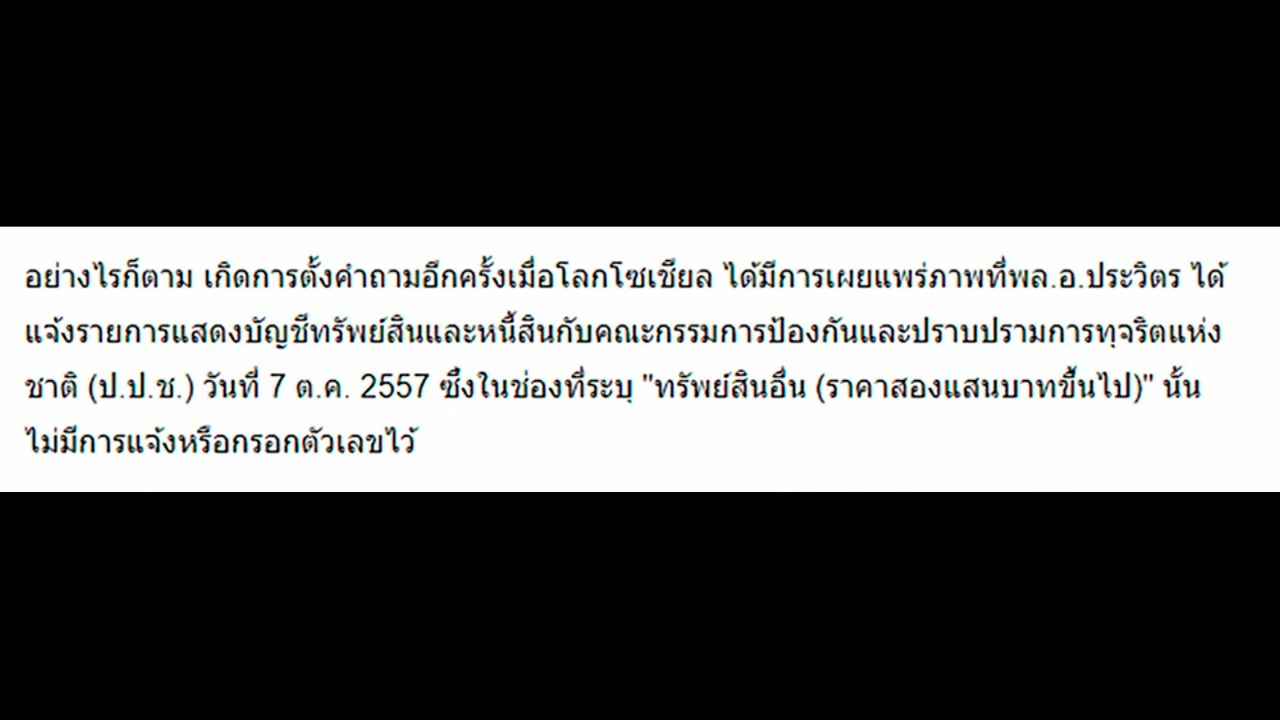 อย่างไรก็ตาม เกิดการตั้งคำถามอีกครั้งเมื่อโลกโซเชียล ได้มีการเผยแพร่ภาพที่พล.อ.ประวิตร ได้
แจ้งรายการแสดงบัญชีทรัพย์สินและหนี้สินกับคณะกรรมการป้องกันและปราบปรามการทุจริตแห่ง
ชาติ (ป.ป.ช.) วันที่ 7 ต.ค. 2557 ซึ่งในช่องที่ระบุ "ทรัพย์สินอื่น (ราคาสองแสนบาทขึ้นไป)" นั้น
ไม่มีการแจ้งหรือกรอกตัวเลขไว้